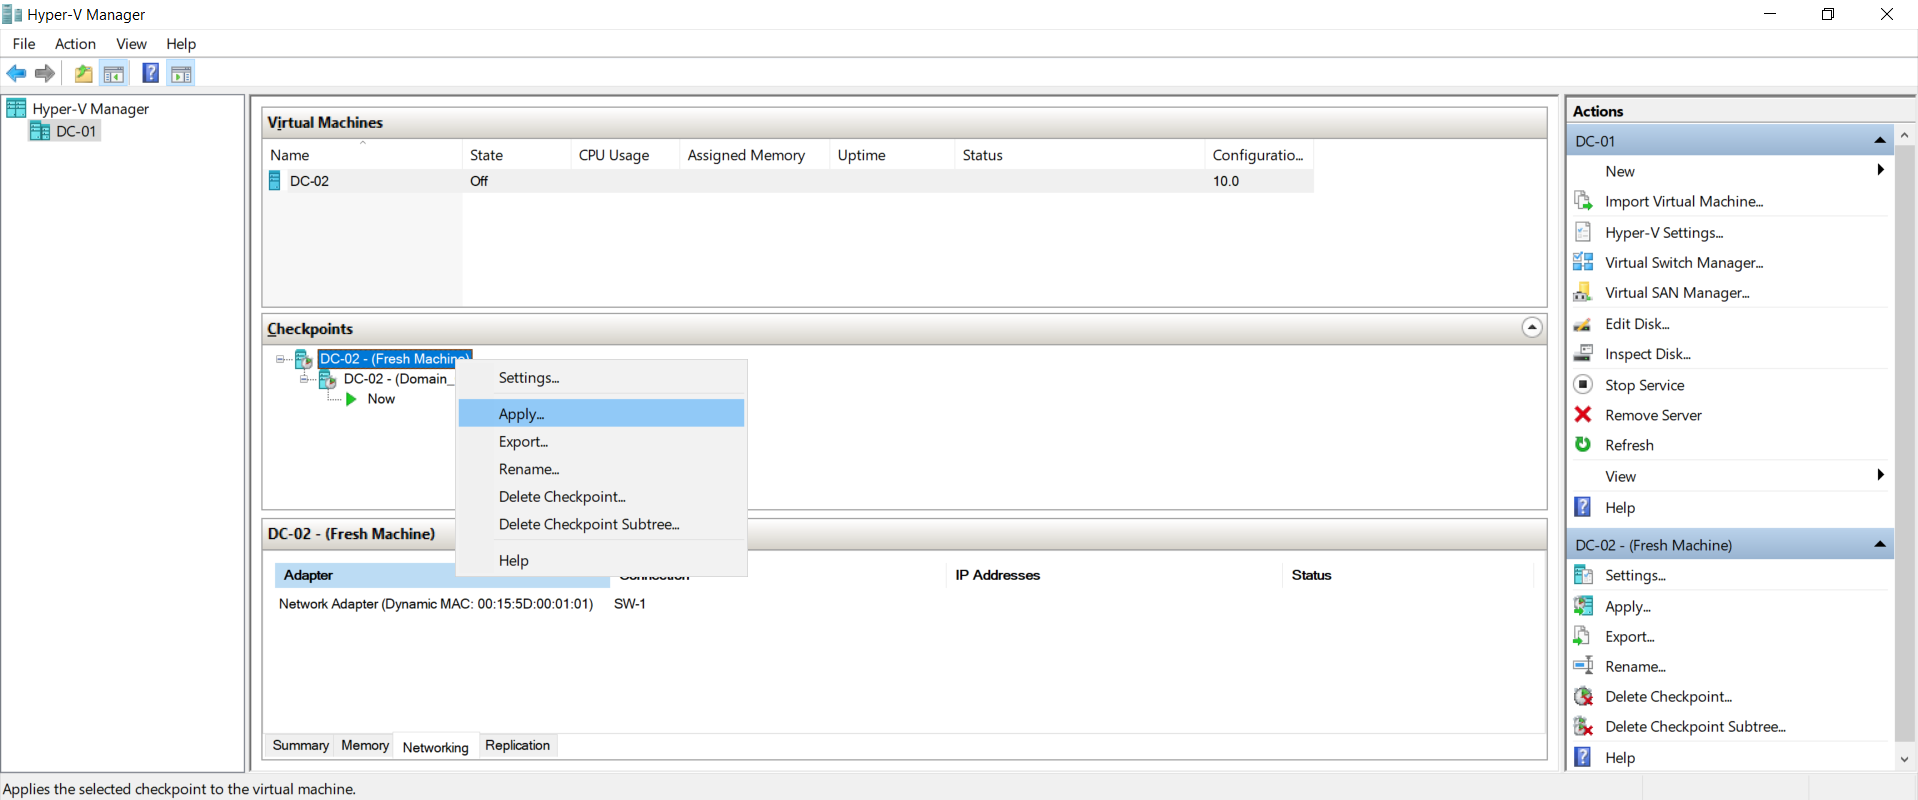 Hyper-V Manager
File Action View Help
Hyper-V Manager
DC-01
Virtual Machines
Name State CPU Usage Assigned Memory Uptime Status Configuratio...
DC-02 Off 10.0
Checkpoints
DC-02 - (Fresh Machine)
DC-02 - (Domain_
Now
Settings...
Apply...
Export...
Rename...
Delete Checkpoint...
Delete Checkpoint Subtree...
Help
DC-02 - (Fresh Machine)
Adapter Connection IP Addresses Status
Network Adapter (Dynamic MAC: 00:15:5D:00:01:01) SW-1
Summary Memory Networking Replication
Actions
DC-01
New
Import Virtual Machine...
Hyper-V Settings...
Virtual Switch Manager...
Virtual SAN Manager...
Edit Disk...
Inspect Disk...
Stop Service
Remove Server
Refresh
View
Help
DC-02 - (Fresh Machine)
Settings...
Apply...
Export...
Rename...
Delete Checkpoint...
Delete Checkpoint Subtree...
Help
Applies the selected checkpoint to the virtual machine.